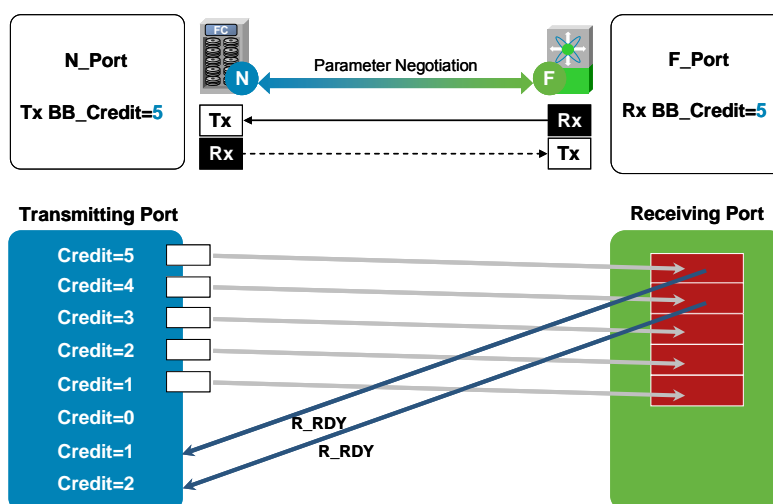 FC
N_Port
Tx BB_Credit=5
N
Parameter Negotiation
F
F_Port
Rx BB_Credit=5
Tx
Rx
Rx
Tx
Transmitting Port
Receiving Port
Credit=5
Credit=4
Credit=3
Credit=2
Credit=1
Credit=0
Credit=1
Credit=2
R_RDY
R_RDY